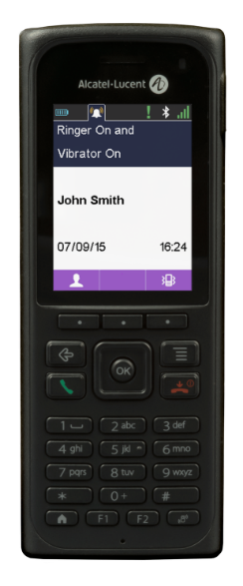 Alcatel-Lucent
Ringer On and
Vibrator On
John Smith
07/09/15 16:24
OK
1
2 abc
3 def
4 ghi
5 jkl
6 mno
7 pqrs
8 tuv
9 wxyz
*
0 +
#
F1
F2